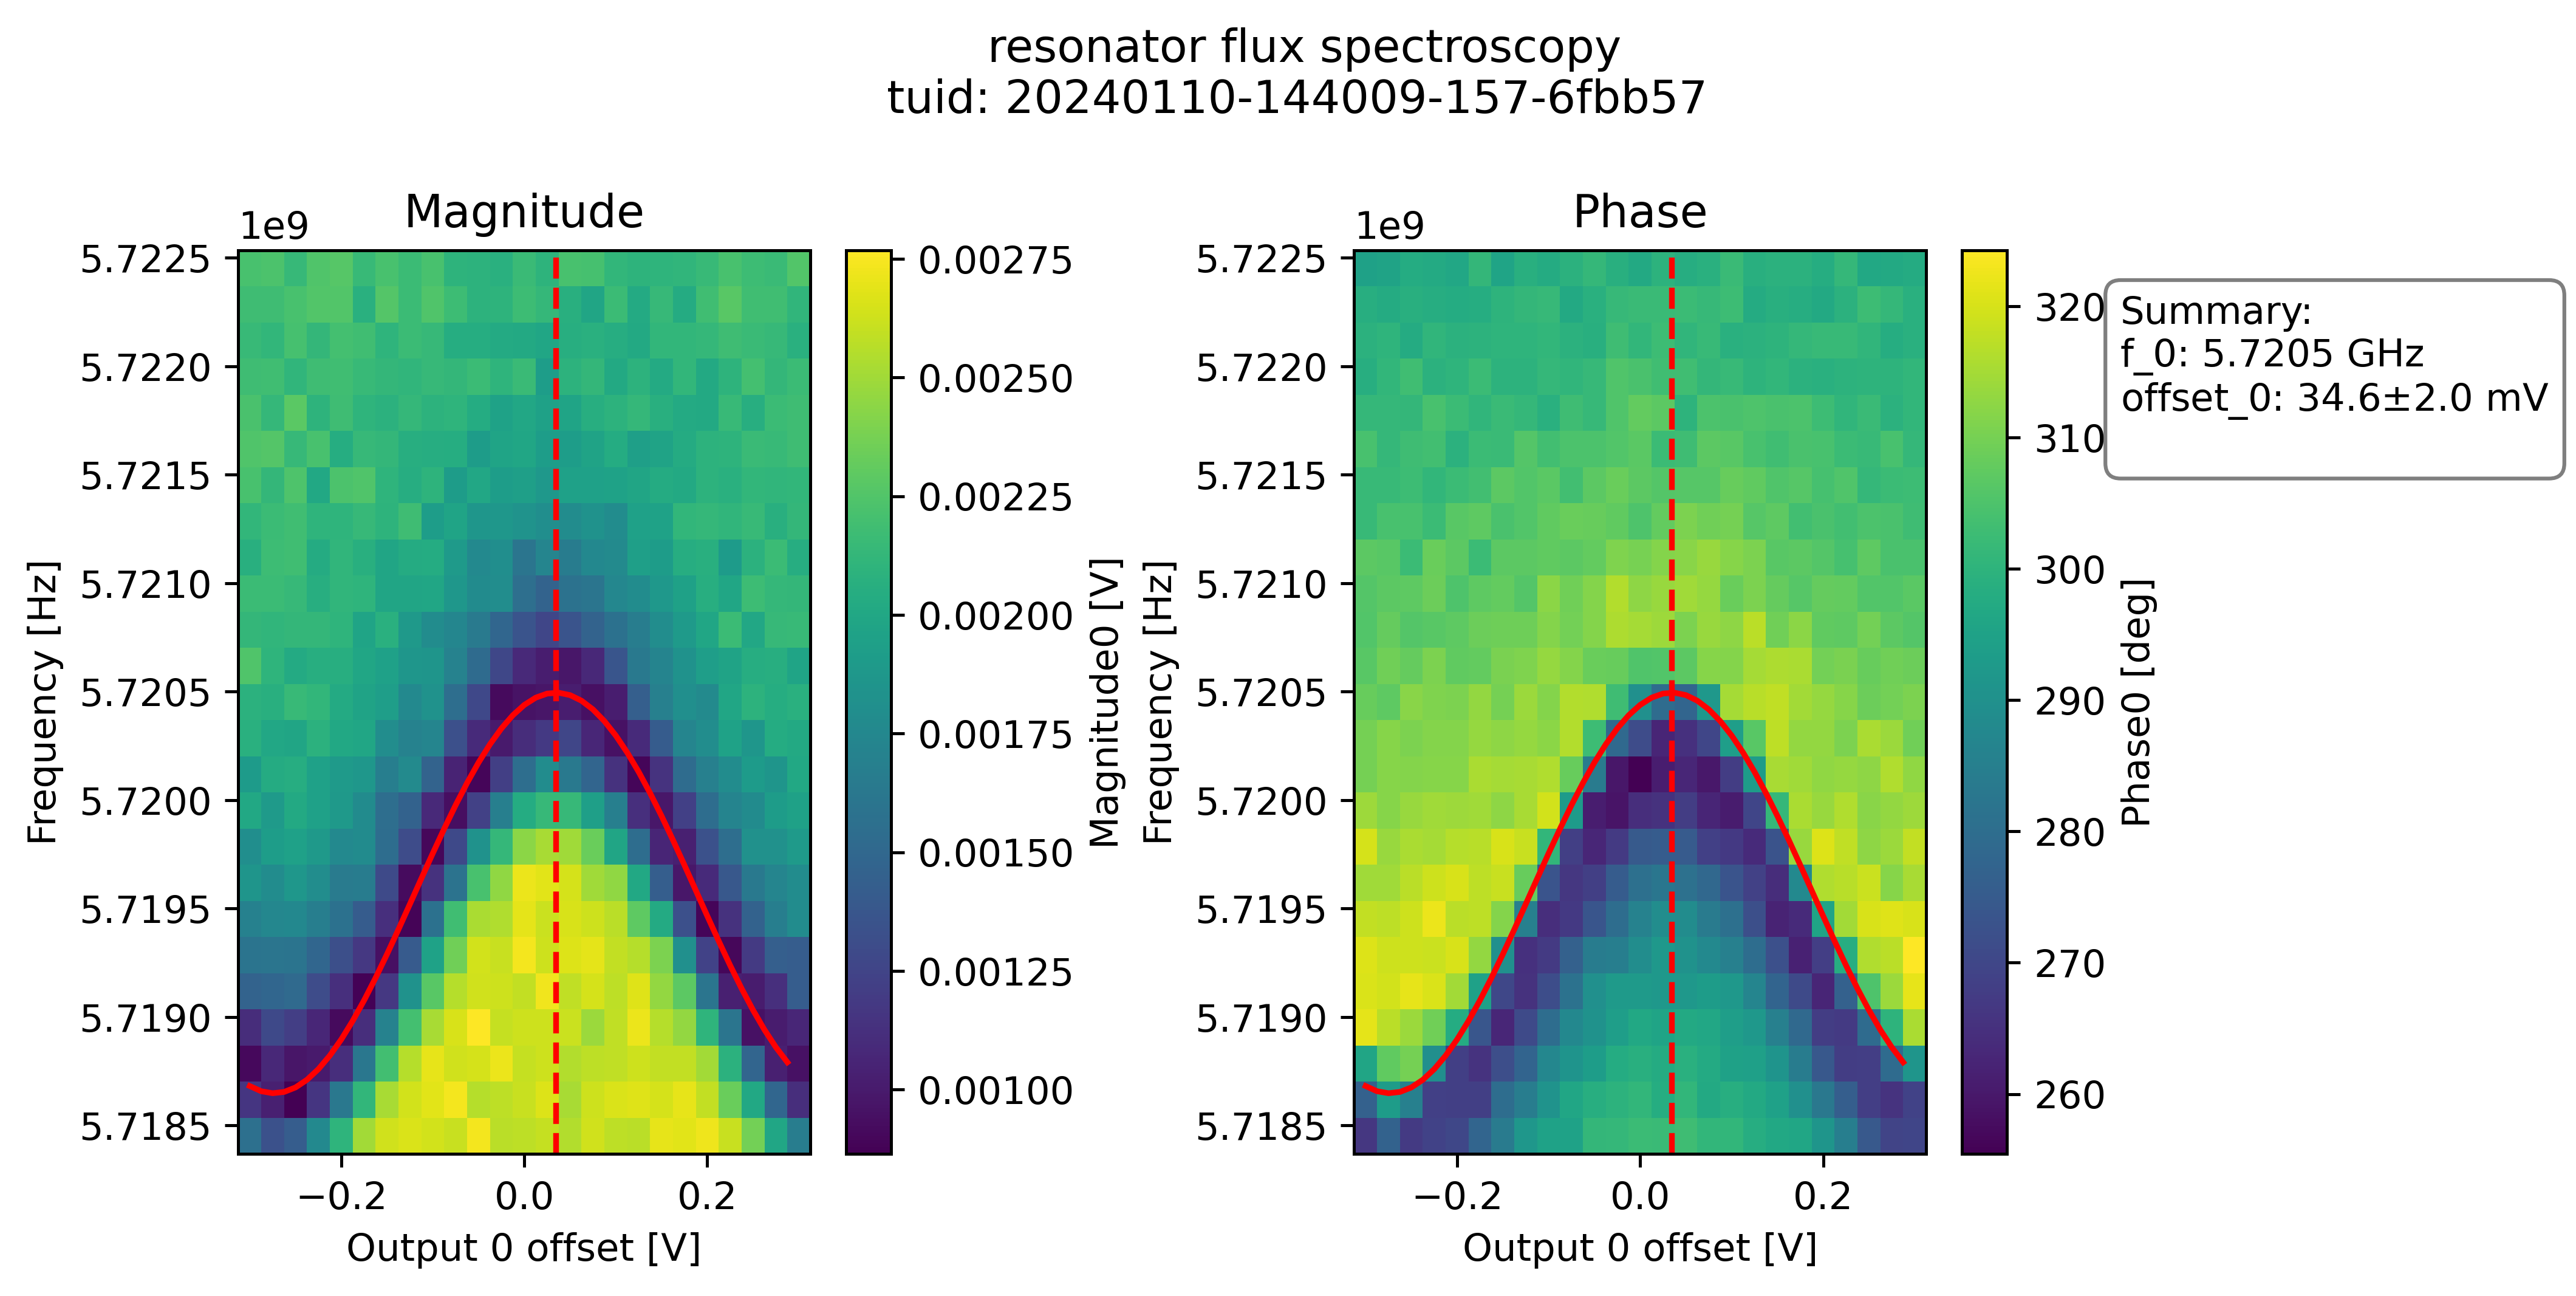 resonator flux spectroscopy
tuid: 20240110-144009-157-6fbb57
Magnitude
1e9
5.7225
5.7220
5.7215
5.7210
5.7205
5.7200
5.7195
5.7190
5.7185
Frequency [Hz]
−0.2
0.0
0.2
Output 0 offset [V]
0.00275
0.00250
0.00225
0.00200
0.00175
0.00150
0.00125
0.00100
Magnitude0 [V]
Phase
1e9
5.7225
5.7220
5.7215
5.7210
5.7205
5.7200
5.7195
5.7190
5.7185
Frequency [Hz]
−0.2
0.0
0.2
Output 0 offset [V]
320
310
300
290
280
270
260
Phase0 [deg]
Summary:
f_0: 5.7205 GHz
offset_0: 34.6±2.0 mV